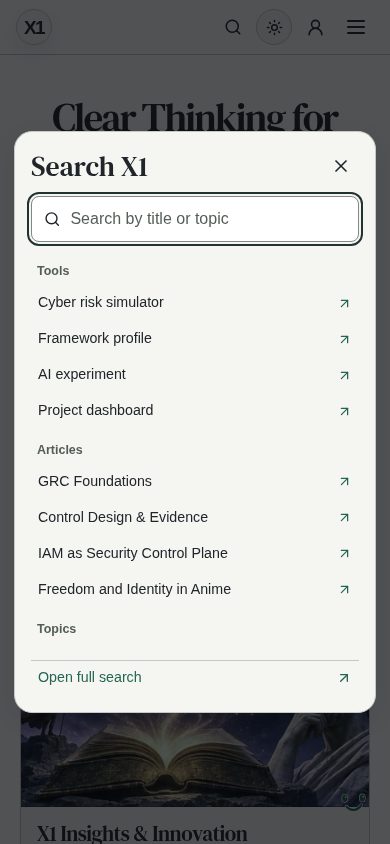 X1
Clear Thinking for
Search X1
Search by title or topic
Tools
Cyber risk simulator
Framework profile
AI experiment
Project dashboard
Articles
GRC Foundations
Control Design & Evidence
IAM as Security Control Plane
Freedom and Identity in Anime
Topics
Open full search
X1 Insights & Innovation